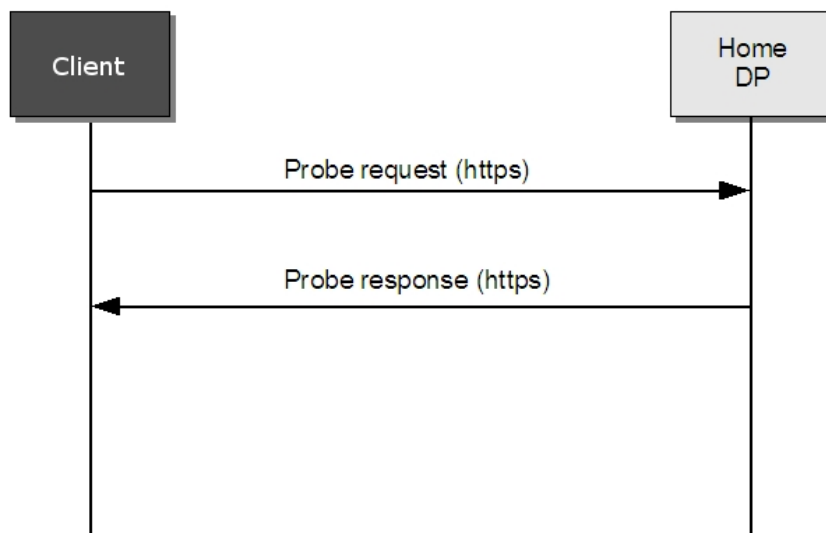 Client
Home
DP
Probe request (https)
Probe response (https)